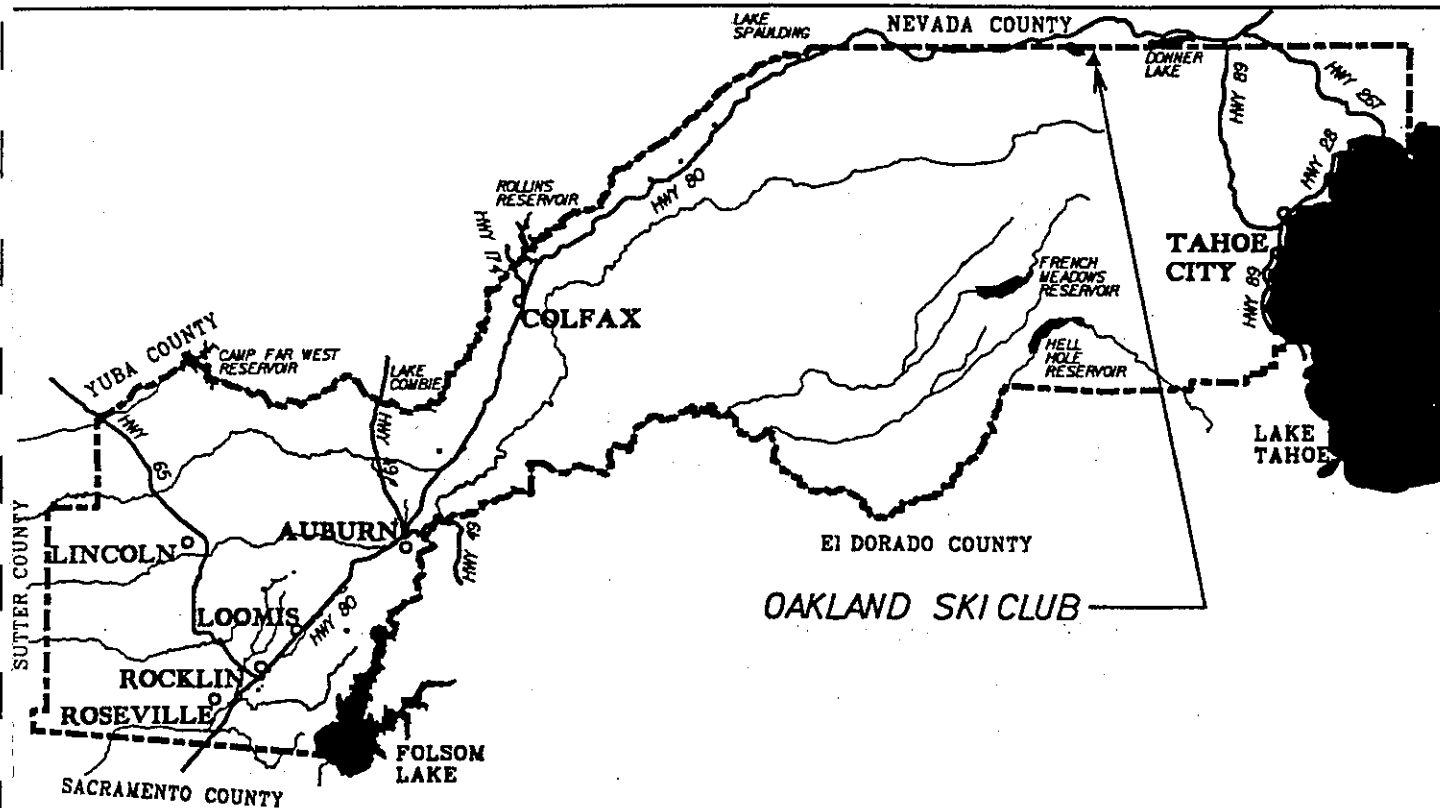 LAKE
SPAULDING
NEVADA COUNTY
DONNER
LAKE
HWY 89
HWY 267
HWY 28
ROLLINS
RESERVOIR
HWY 174
HWY 80
TAHOE
CITY
HWY 89
FRENCH
MEADOWS
RESERVOIR
COLFAX
HELL
HOLE
RESERVOIR
YUBA COUNTY
CAMP FAR WEST
RESERVOIR
LAKE
COMBIE
HWY 65
HWY 49
LAKE
TAHOE
SUTTER COUNTY
LINCOLN
AUBURN
HWY 49
El DORADO COUNTY
OAKLAND SKI CLUB
LOOMIS
HWY 80
ROCKLIN
ROSEVILLE
FOLSOM
LAKE
SACRAMENTO COUNTY